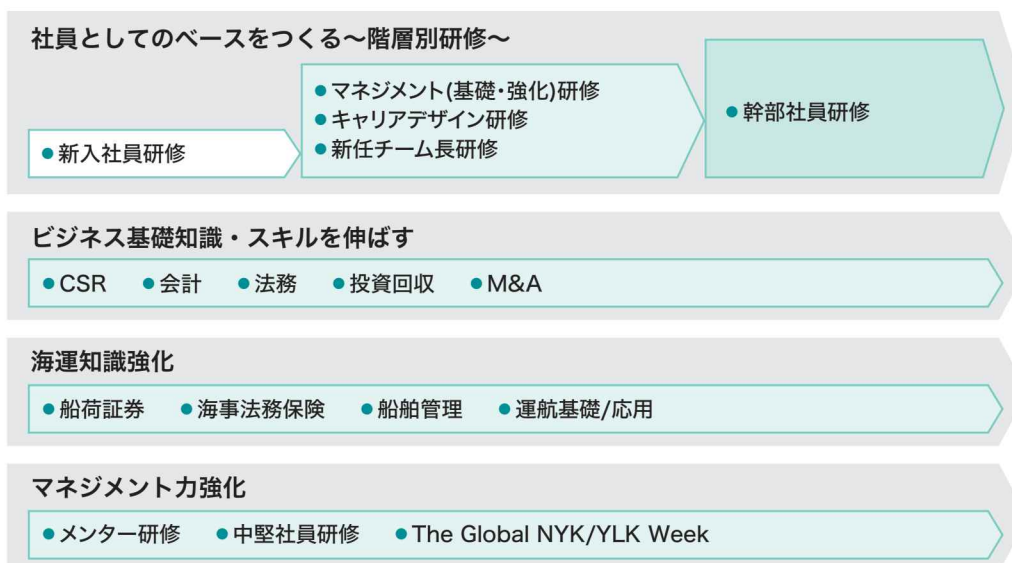 社員としてのベースをつくる〜階層別研修〜
●新入社員研修
●マネジメント(基礎・強化)研修
●キャリアデザイン研修
●新任チーム長研修
●幹部社員研修
ビジネス基礎知識・スキルを伸ばす
●CSR ●会計 ●法務 ●投資回収 ●M&A
海運知識強化
●船荷証券 ●海事法務保険 ●船舶管理 ●運航基礎/応用
マネジメント力強化
●メンター研修 ●中堅社員研修 ●The Global NYK/YLK Week